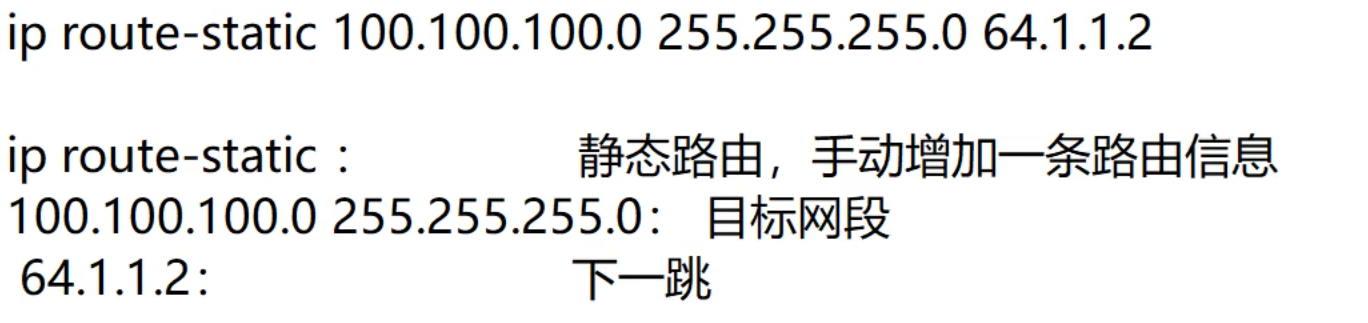 ip route-static 100.100.100.0 255.255.255.0 64.1.1.2
ip route-static： 静态路由，手动增加一条路由信息
100.100.100.0 255.255.255.0： 目标网段
64.1.1.2： 下一跳